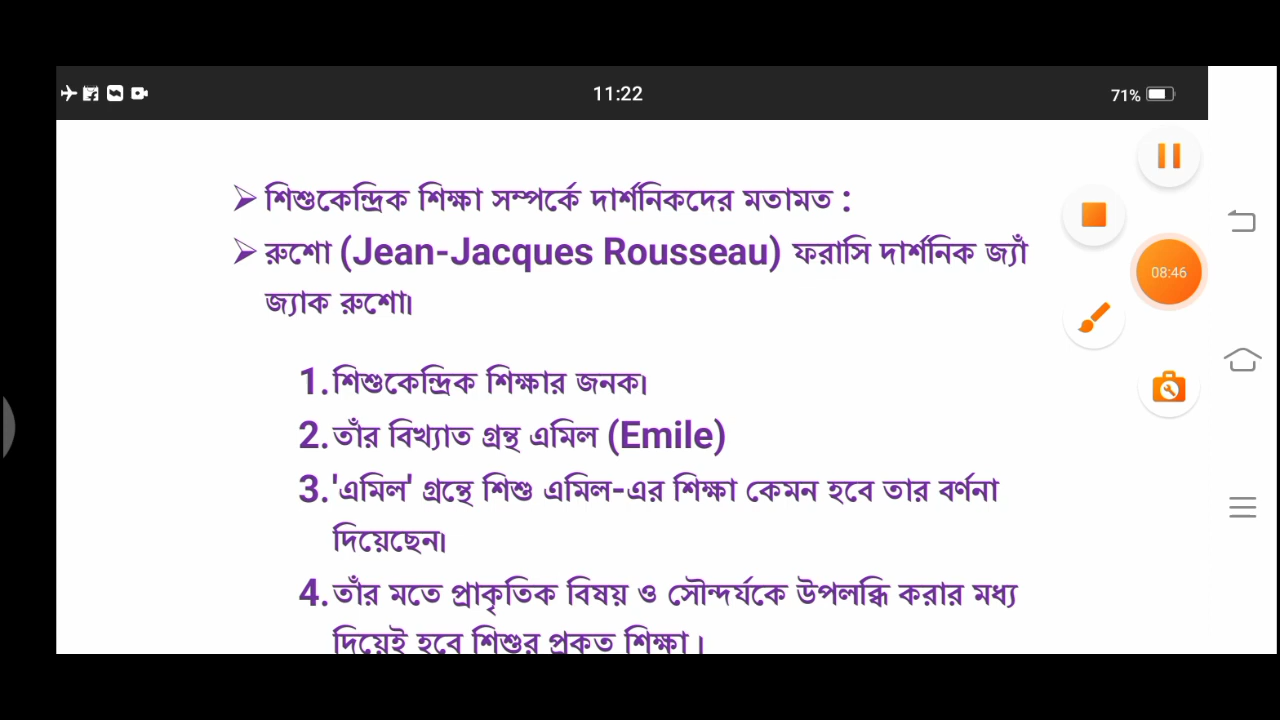 11:22
71%
➢ শিশুকেন্দ্রিক শিক্ষা সম্পর্কে দার্শনিকদের মতামত :
➢ রুশো (Jean-Jacques Rousseau) ফরাসি দার্শনিক জ্যাঁ
জ্যাক রুশো।
08:46
1. শিশুকেন্দ্রিক শিক্ষার জনক।
2. তাঁর বিখ্যাত গ্রন্থ এমিল (Emile)
3. 'এমিল' গ্রন্থে শিশু এমিল-এর শিক্ষা কেমন হবে তার বর্ণনা
দিয়েছেন।
4. তাঁর মতে প্রাকৃতিক বিষয় ও সৌন্দর্যকে উপলব্ধি করার মধ্য
দিয়েই হবে শিশুর প্রকৃত শিক্ষা ।